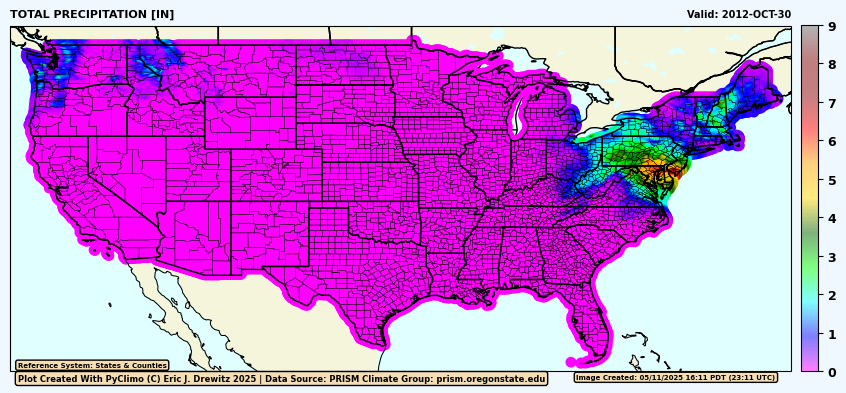 TOTAL PRECIPITATION [IN]
Valid: 2012-OCT-30
9
8
7
6
5
4
3
2
1
0
Reference System: States & Counties
Plot Created With PyClimo (C) Eric J. Drewitz 2025 | Data Source: PRISM Climate Group: prism.oregonstate.edu
Image Created: 05/11/2025 16:11 PDT (23:11 UTC)